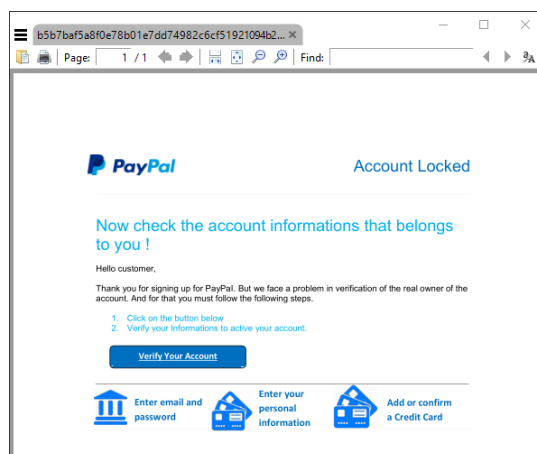 b5b7baf5a8f0e78b01e7dd74982c6cf51921094b2...
Page: 1 / 1 Find:
PayPal
Account Locked
Now check the account informations that belongs
to you !
Hello customer,
Thank you for signing up for PayPal. But we face a problem in verification of the real owner of the
account. And for that you must follow the following steps.
1. Click on the button below
2. Verify your Informations to active your account.
Verify Your Account
Enter email and
password
Enter your
personal
information
Add or confirm
a Credit Card